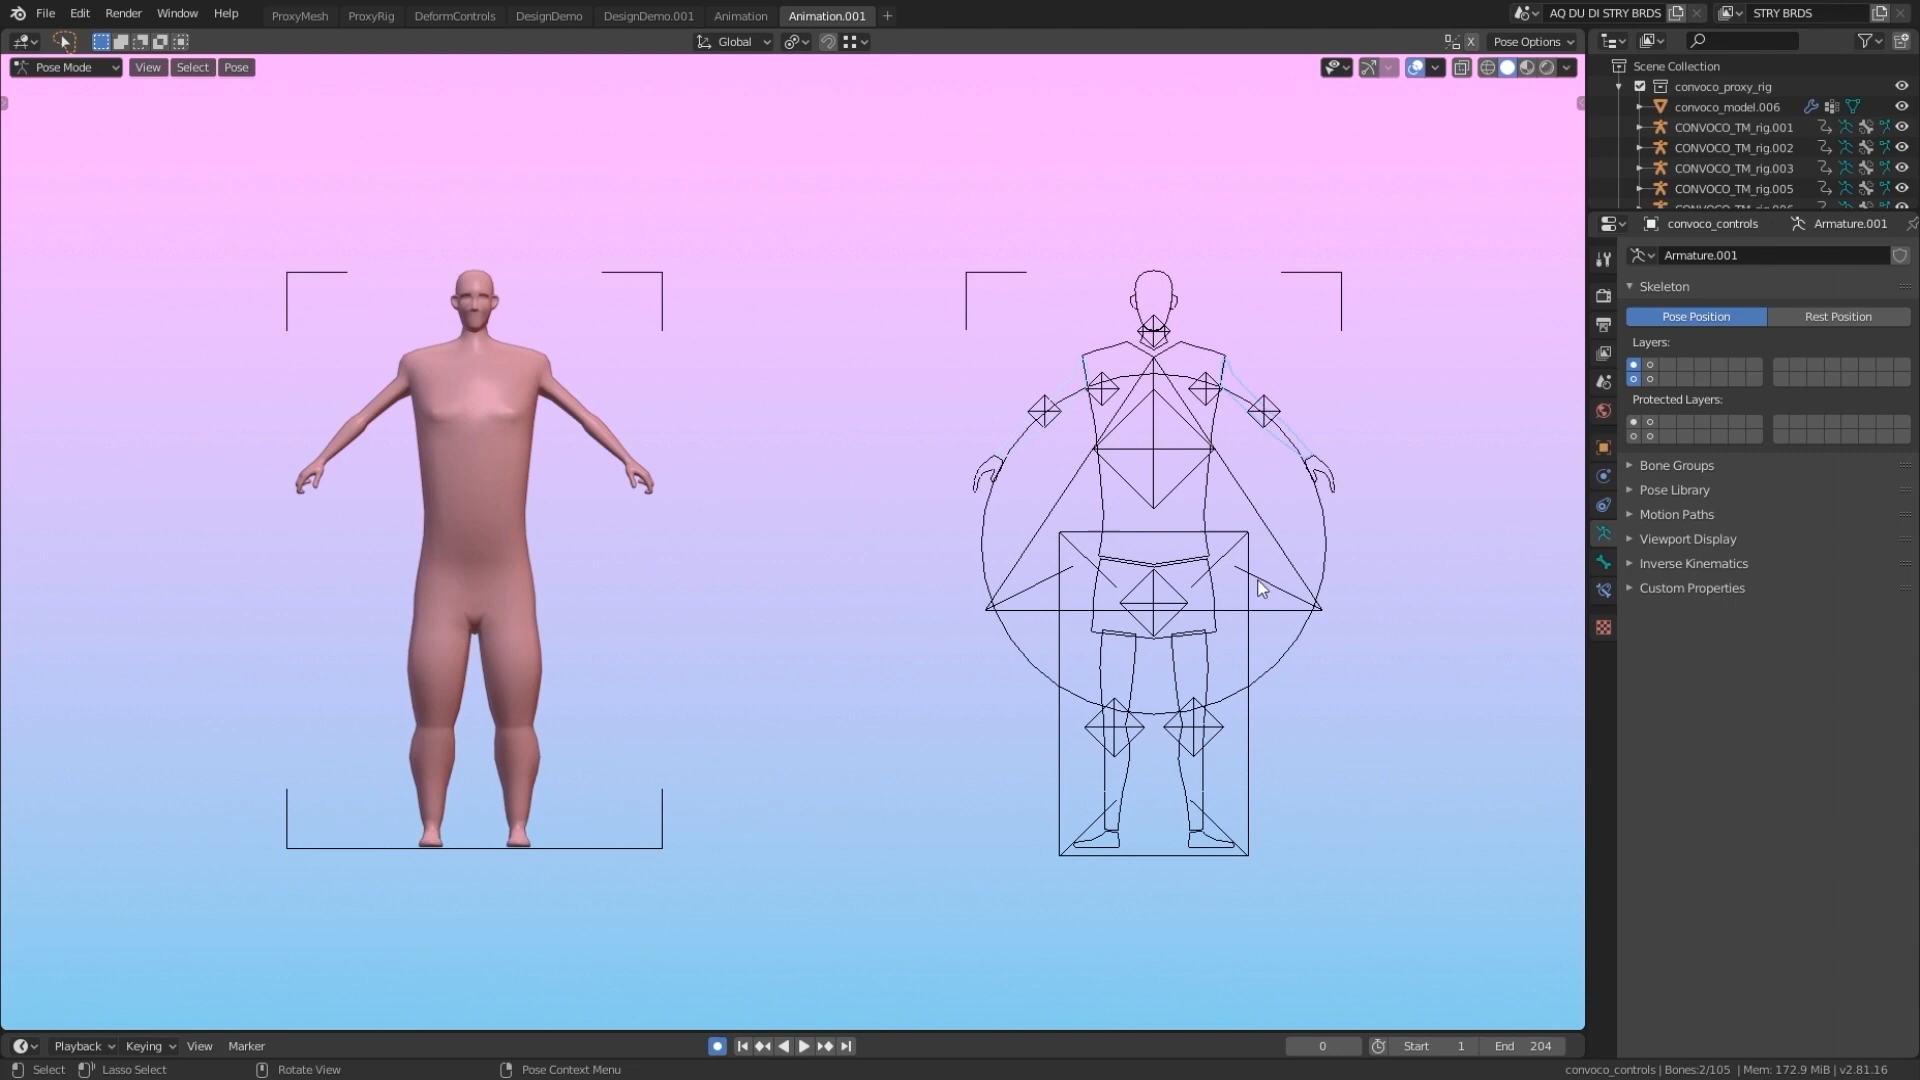 File Edit Render Window Help ProxyMesh ProxyRig DeformControls DesignDemo DesignDemo.001 Animation Animation.001 + AQ DU DI STRY BRDS STRY BRDS
Global X Pose Options
Pose Mode View Select Pose
Scene Collection
convoco_proxy_rig
convoco_model.006
CONVOCO_TM_rig.001
CONVOCO_TM_rig.002
CONVOCO_TM_rig.003
CONVOCO_TM_rig.005
convoco_controls Armature.001
Armature.001
Skeleton
Pose Position Rest Position
Layers:
Protected Layers:
Bone Groups
Pose Library
Motion Paths
Viewport Display
Inverse Kinematics
Custom Properties
Playback Keying View Marker 0 Start 1 End 204
Select Lasso Select Rotate View Pose Context Menu convoco_controls | Bones:2/105 | Mem: 172.9 MiB | v2.81.16